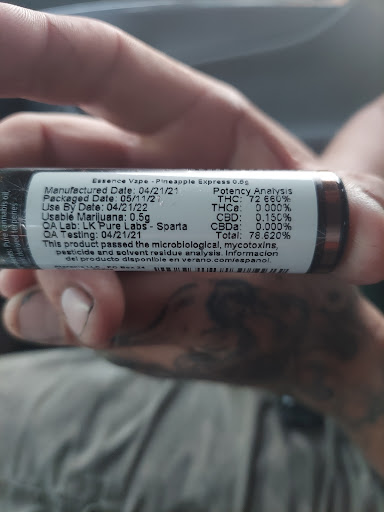 Essence Vape - Pineapple Express 0.5g
Manufactured Date: 04/21/21
Packaged Date: 05/11/21
Use By Date: 04/21/22
Usable Marijuana: 0.5g
QA Lab: LK Pure Labs - Sparta
QA Testing: 04/21/21
Potency Analysis
THC: 72.660%
THCa: 0.000%
CBD: 0.150%
CBDa: 0.000%
Total: 78.620%
This product passed the microbiological, mycotoxins,
pesticide and solvent residue analysis. Informacion
del producto disponible en verano.com/espanol.